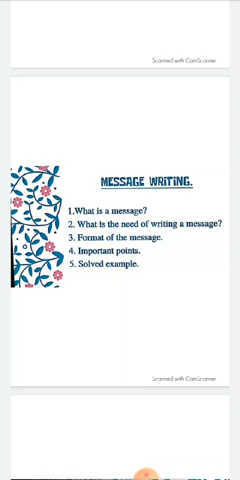 Scanned with CamScanner
MESSAGE WRITING.
1.What is a message?
2. What is the need of writing a message?
3. Format of the message.
4. Important points.
5. Solved example.
Scanned with CamScanner